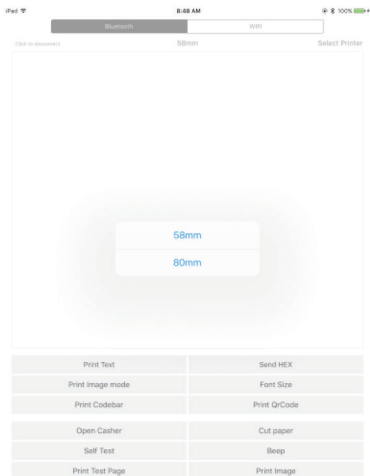 iPad 8:48 AM 100%
Bluetooth WIFI
Click to disconnect 58mm Select Printer
58mm
80mm
Print Text Send HEX
Print Image mode Font Size
Print Codebar Print QrCode
Open Casher Cut paper
Self Test Beep
Print Test Page Print Image